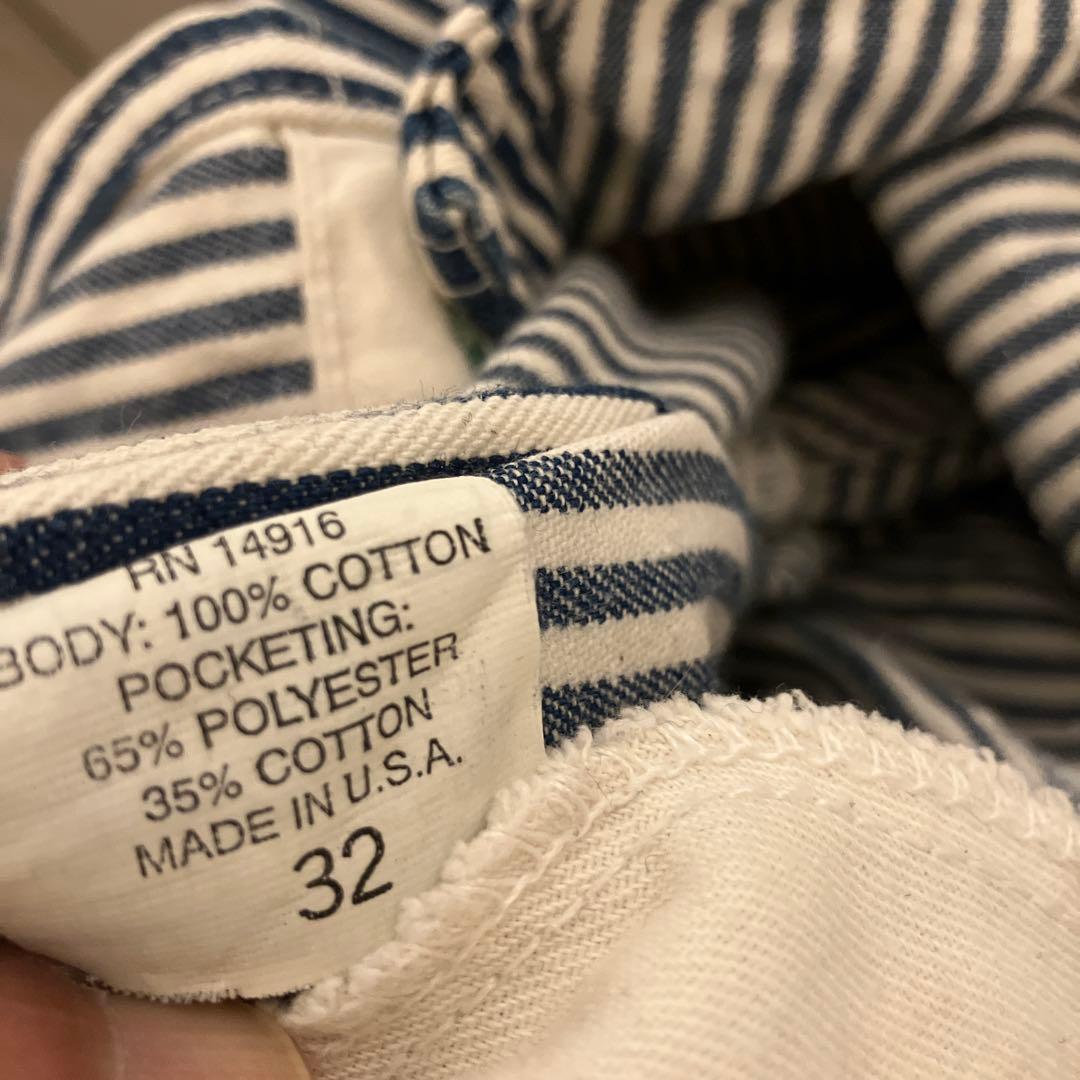 RN 14916
BODY: 100% COTTON
POCKETING:
65% POLYESTER
35% COTTON
MADE IN U.S.A.
32